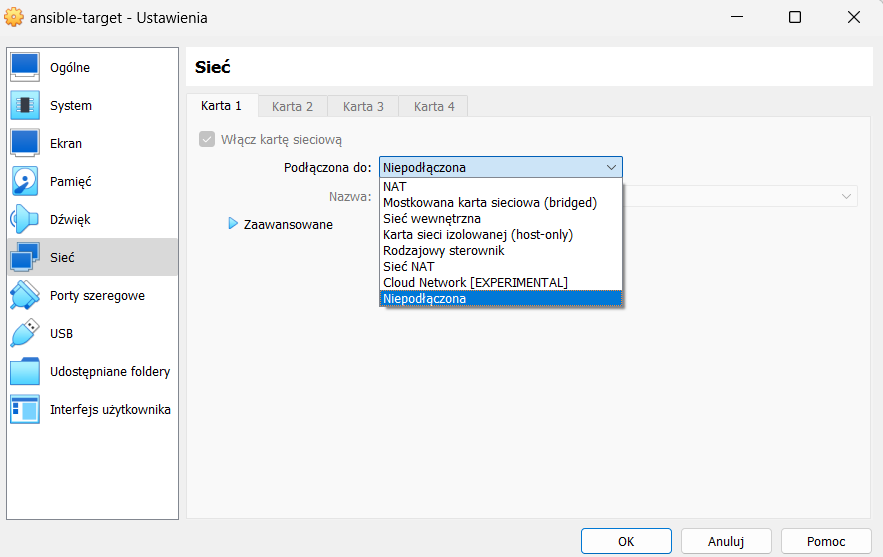 ansible-target - Ustawienia
Ogólne
System
Ekran
Pamięć
Dźwięk
Sieć
Porty szeregowe
USB
Udostępniane foldery
Interfejs użytkownika
Sieć
Karta 1
Karta 2
Karta 3
Karta 4
Włącz kartę sieciową
Podłączona do: Niepodłączona
NAT
Mostkowana karta sieciowa (bridged)
Sieć wewnętrzna
Karta sieci izolowanej (host-only)
Rodzajowy sterownik
Sieć NAT
Cloud Network [EXPERIMENTAL]
Niepodłączona
Nazwa:
Zaawansowane
OK
Anuluj
Pomoc